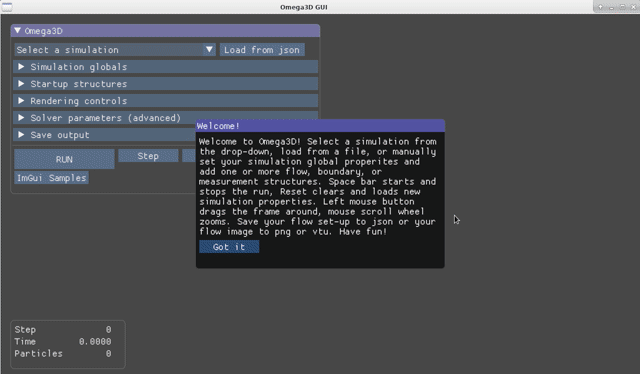 Omega3D GUI
Omega3D
Select a simulation
Load from json
Simulation globals
Startup structures
Rendering controls
Solver parameters (advanced)
Save output
RUN
Step
ImGui Samples
Welcome!
Welcome to Omega3D! Select a simulation from
the drop-down, load from a file, or manually
set your simulation global properites and
add one or more flow, boundary, or
measurement structures. Space bar starts and
stops the run, Reset clears and loads new
simulation properties. Left mouse button
drags the frame around, mouse scroll wheel
zooms. Save your flow set-up to json or your
flow image to png or vtu. Have fun!
Got it
Step 0
Time 0.0000
Particles 0